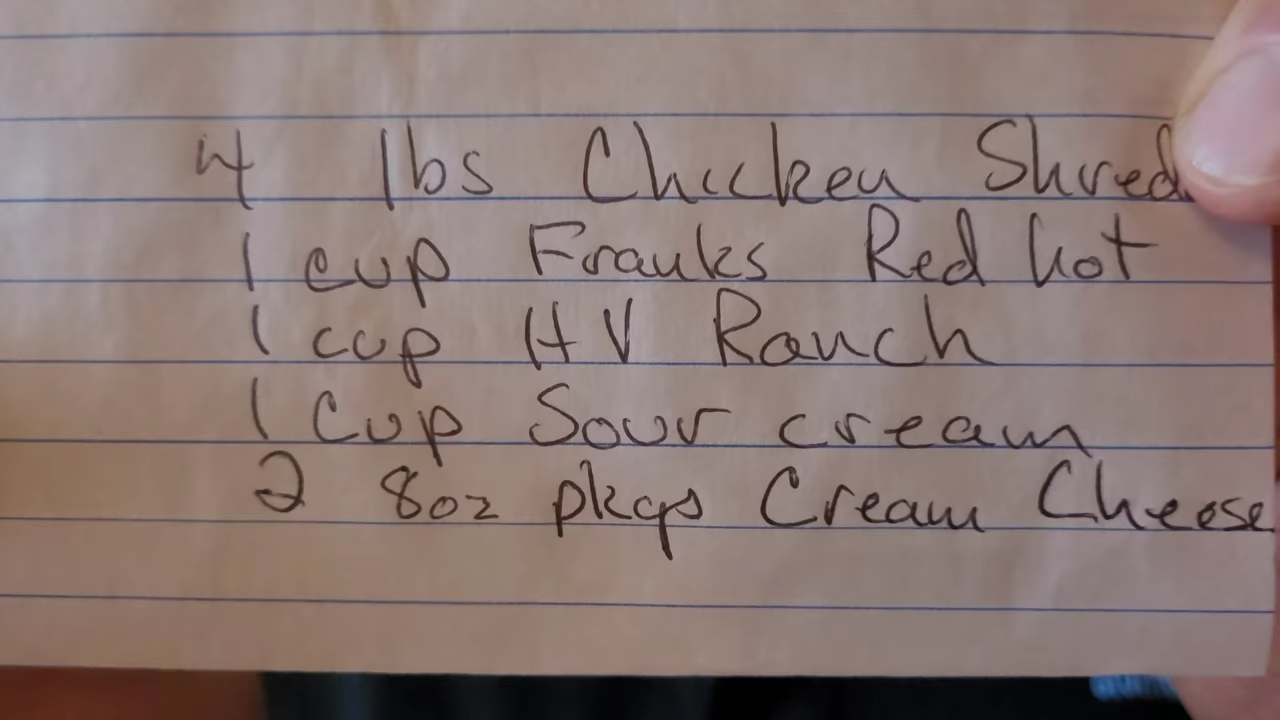 4 lbs Chicken Shred
1 cup Franks Red hot
1 cup HV Ranch
1 Cup Sour cream
2 8oz pkgs Cream Cheese